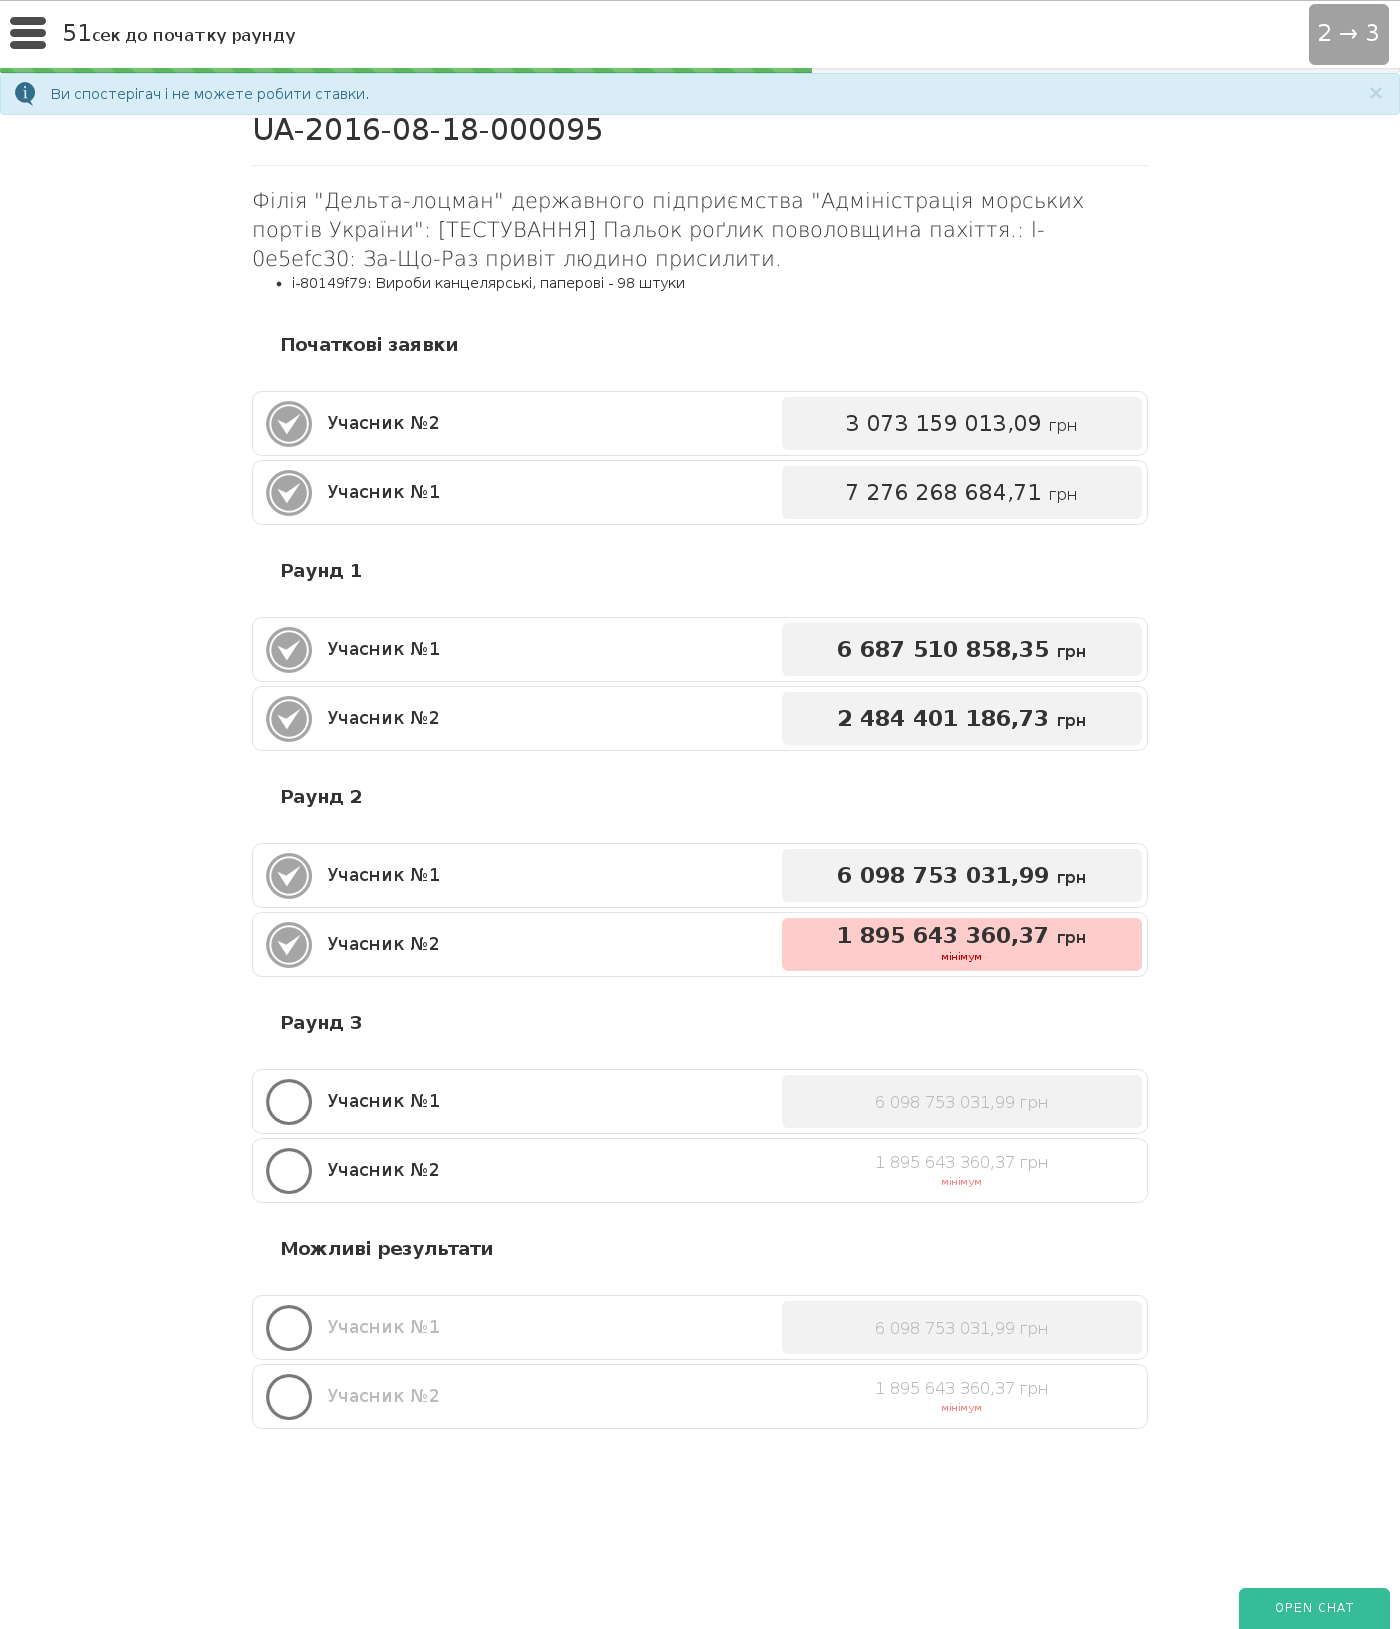 51сек до початку раунду
2 → 3
Ви спостерігач і не можете робити ставки.
×
UA-2016-08-18-000095
Філія "Дельта-лоцман" державного підприємства "Адміністрація морських
портів України": [ТЕСТУВАННЯ] Пальок роґлик поволовщина пахіття.: I-
0e5efc30: За-Що-Раз привіт людино присилити.
• i-80149f79: Вироби канцелярські, паперові - 98 штуки
Початкові заявки
Учасник №2 3 073 159 013,09 грн
Учасник №1 7 276 268 684,71 грн
Раунд 1
Учасник №1 6 687 510 858,35 грн
Учасник №2 2 484 401 186,73 грн
Раунд 2
Учасник №1 6 098 753 031,99 грн
Учасник №2 1 895 643 360,37 грн
мінімум
Раунд 3
Учасник №1 6 098 753 031,99 грн
Учасник №2 1 895 643 360,37 грн
мінімум
Можливі результати
Учасник №1 6 098 753 031,99 грн
Учасник №2 1 895 643 360,37 грн
мінімум
OPEN CHAT